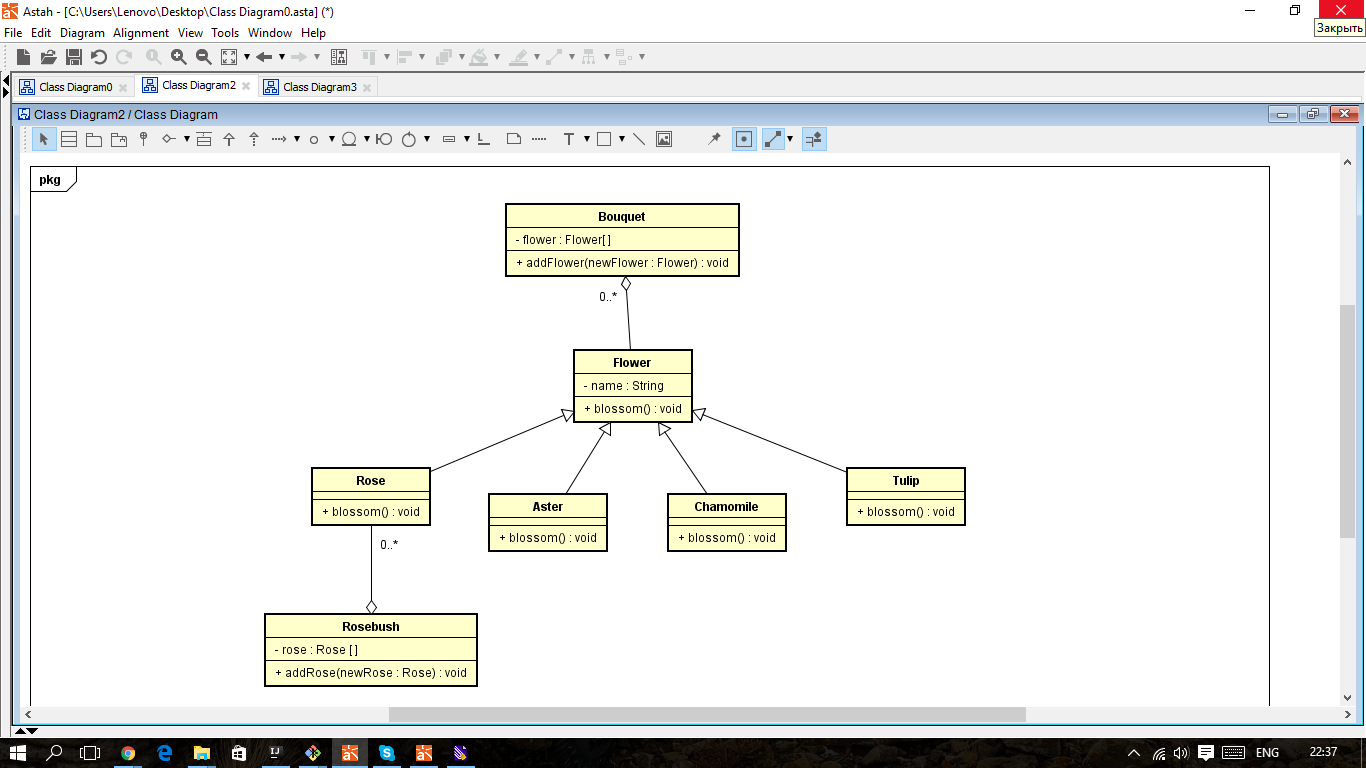 Astah - [C:\Users\Lenovo\Desktop\Class Diagram0.asta] (*)
Закрыть
File Edit Diagram Alignment View Tools Window Help
Class Diagram0 Class Diagram2 Class Diagram3
Class Diagram2 / Class Diagram
T
pkg
Bouquet
- flower : Flower[ ]
+ addFlower(newFlower : Flower) : void
0..*
Flower
- name : String
+ blossom() : void
Rose
+ blossom() : void
Aster
+ blossom() : void
Chamomile
+ blossom() : void
Tulip
+ blossom() : void
0..*
Rosebush
- rose : Rose [ ]
+ addRose(newRose : Rose) : void
ENG 22:37